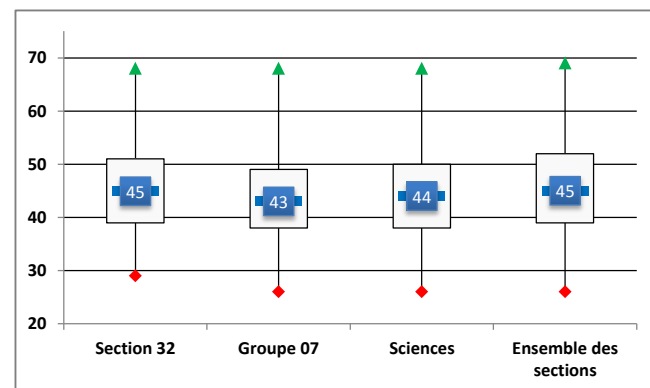 70
60
50
40
30
20
45
43
44
45
Section 32
Groupe 07
Sciences
Ensemble des
sections